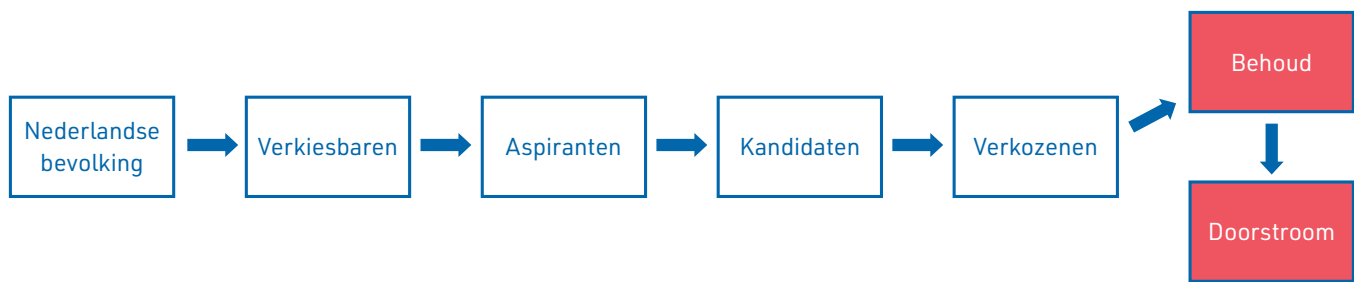 Nederlandse
bevolking
Verkiesbaren
Aspiranten
Kandidaten
Verkozenen
Behoud
Doorstroom